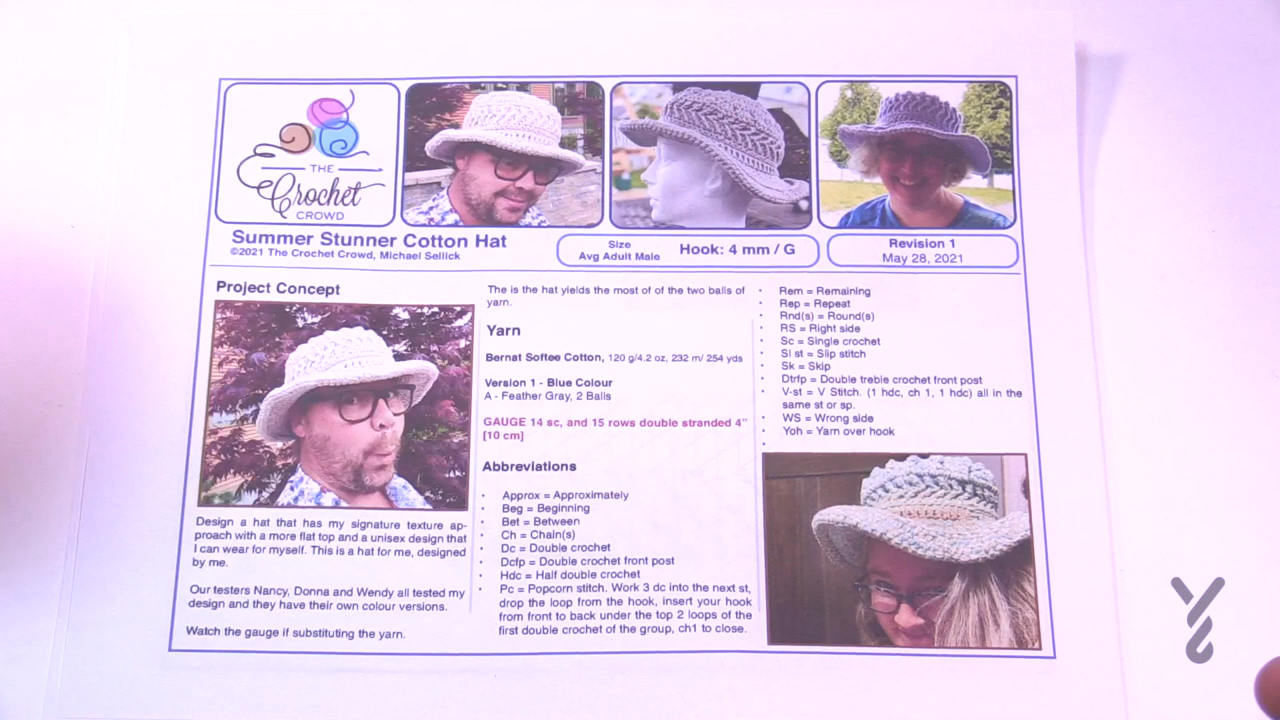 THE
Crochet
CROWD
Summer Stunner Cotton Hat
©2021 The Crochet Crowd, Michael Sellick
Size
Avg Adult Male
Hook: 4 mm / G
Revision 1
May 28, 2021
Project Concept
Design a hat that has my signature texture ap-
proach with a more flat top and a unisex design that
I can wear for myself. This is a hat for me, designed
by me.
Our testers Nancy, Donna and Wendy all tested my
design and they have their own colour versions.
Watch the gauge if substituting the yarn.
The is the hat yields the most of of the two balls of
yarn.
Yarn
Bernat Softee Cotton, 120 g/4.2 oz, 232 m/ 254 yds
Version 1 - Blue Colour
A - Feather Gray, 2 Balls
GAUGE 14 sc, and 15 rows double stranded 4"
[10 cm]
Abbreviations
• Approx = Approximately
• Beg = Beginning
• Bet = Between
• Ch = Chain(s)
• Dc = Double crochet
• Dcfp = Double crochet front post
• Hdc = Half double crochet
• Pc = Popcorn stitch. Work 3 dc into the next st,
drop the loop from the hook, insert your hook
from front to back under the top 2 loops of the
first double crochet of the group, ch1 to close.
• Rem = Remaining
• Rep = Repeat
• Rnd(s) = Round(s)
• RS = Right side
• Sc = Single crochet
• Sl st = Slip stitch
• Sk = Skip
• Dtrfp = Double treble crochet front post
• V-st = V Stitch. (1 hdc, ch 1, 1 hdc) all in the
same st or sp.
• WS = Wrong side
• Yoh = Yarn over hook
•